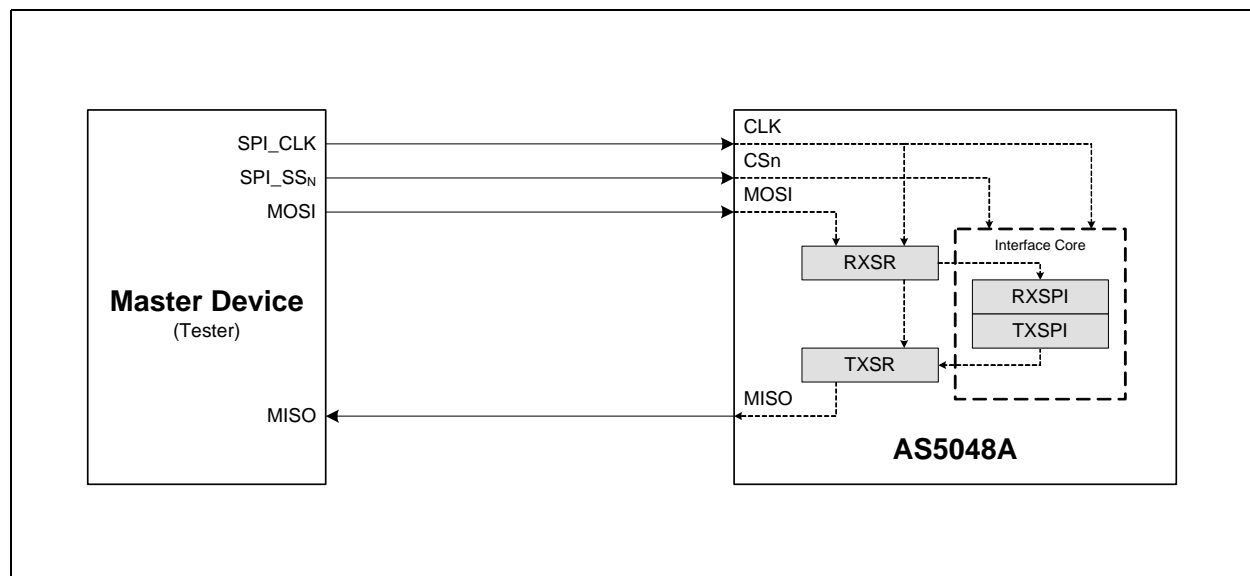 SPI_CLK
SPI_SSN
MOSI
Master Device
(Tester)
MISO
CLK
CSn
MOSI
Interface Core
RXSR
RXSPI
TXSPI
TXSR
MISO
AS5048A